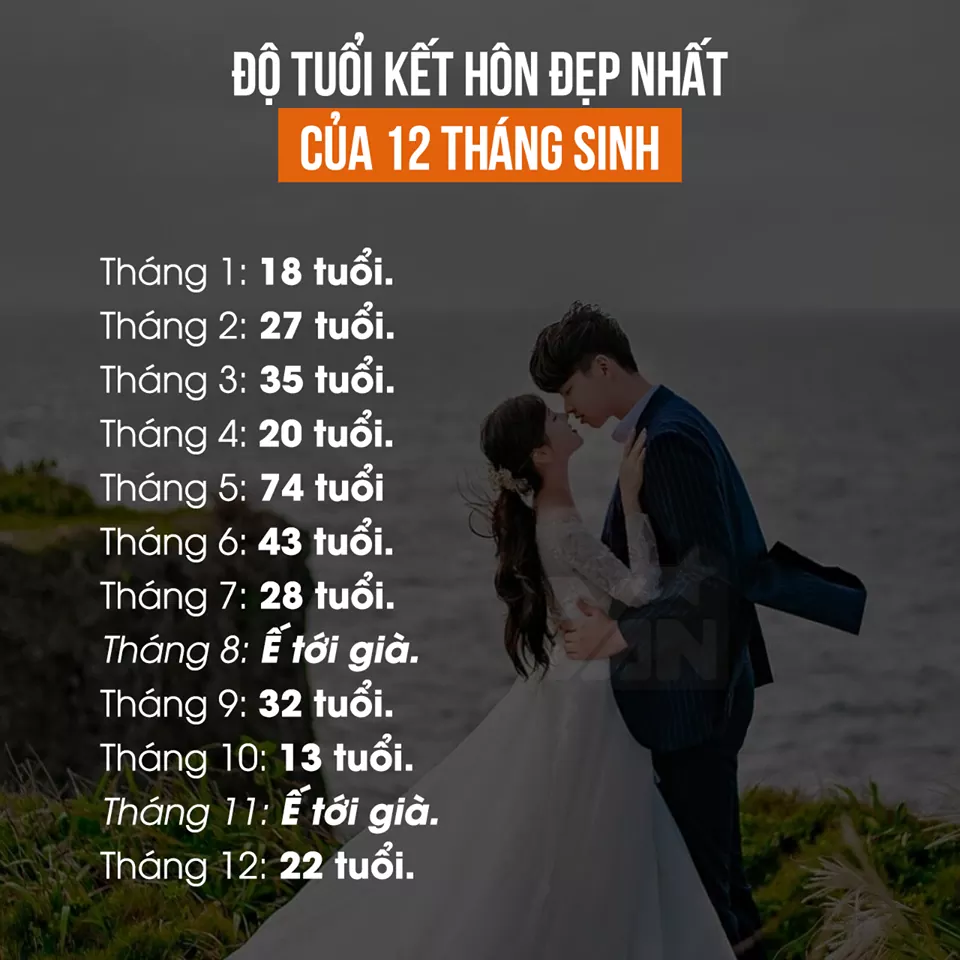 ĐỘ TUỔI KẾT HÔN ĐẸP NHẤT
CỦA 12 THÁNG SINH
Tháng 1: 18 tuổi.
Tháng 2: 27 tuổi.
Tháng 3: 35 tuổi.
Tháng 4: 20 tuổi.
Tháng 5: 74 tuổi
Tháng 6: 43 tuổi.
Tháng 7: 28 tuổi.
Tháng 8: Ế tới già.
Tháng 9: 32 tuổi.
Tháng 10: 13 tuổi.
Tháng 11: Ế tới già.
Tháng 12: 22 tuổi.